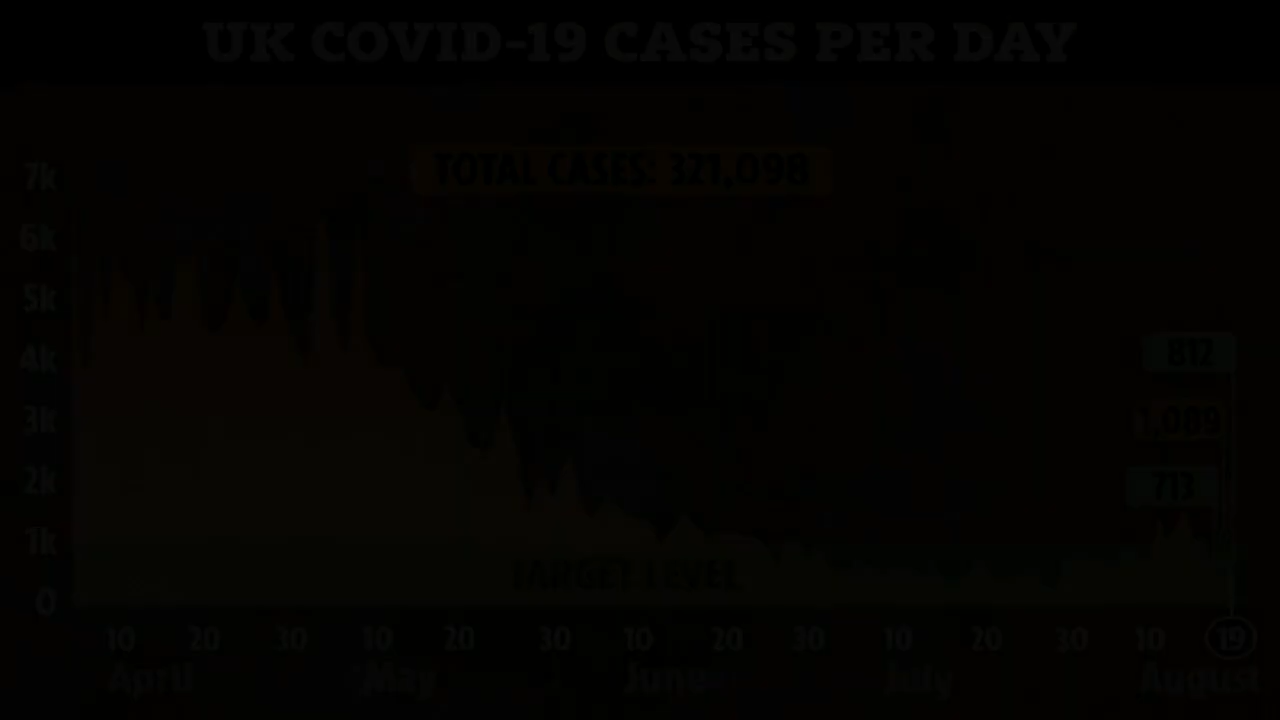 UK COVID-19 CASES PER DAY
TOTAL CASES: 321,098
7k
6k
5k
4k
3k
2k
1k
0
812
1,089
713
TARGET LEVEL
10 20 30 10 20 30 10 20 30 10 20 30 10 19
April May June July August